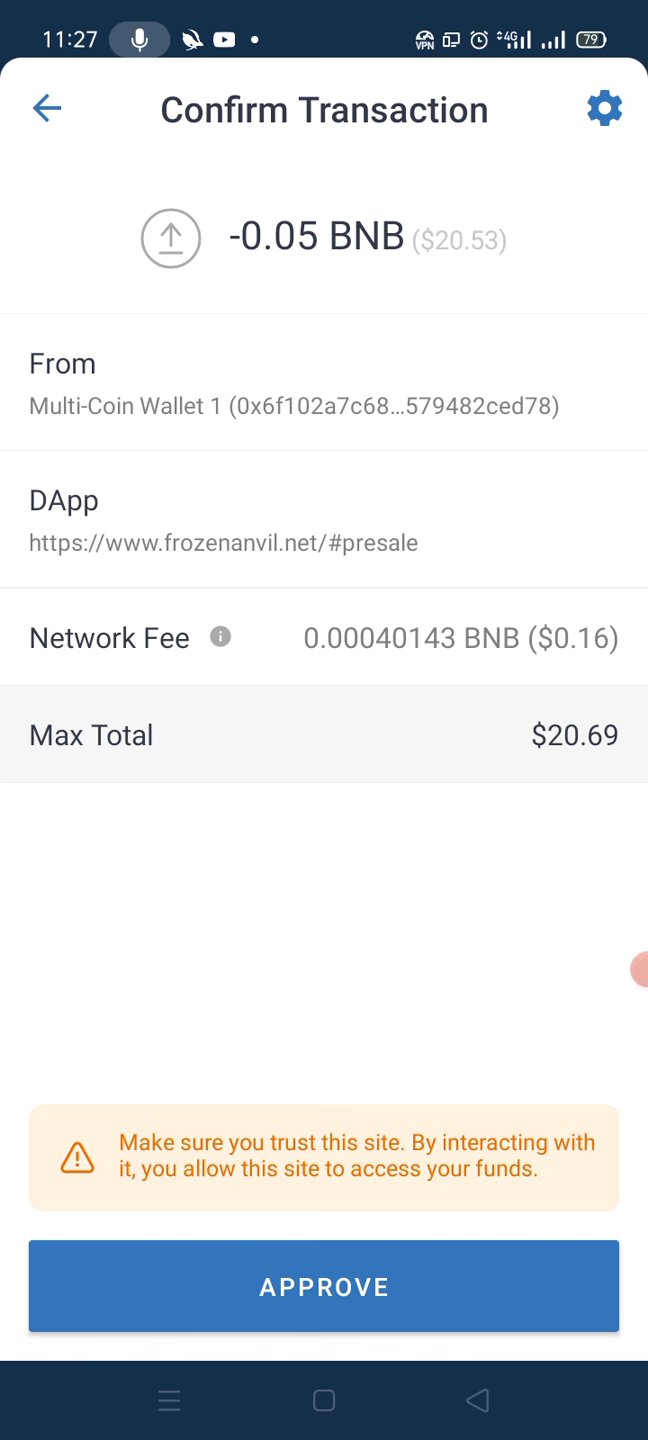 11:27 VPN 4G 79
Confirm Transaction
-0.05 BNB ($20.53)
From
Multi-Coin Wallet 1 (0x6f102a7c68...579482ced78)
DApp
https://www.frozenanvil.net/#presale
Network Fee 0.00040143 BNB ($0.16)
Max Total $20.69
Make sure you trust this site. By interacting with
it, you allow this site to access your funds.
APPROVE